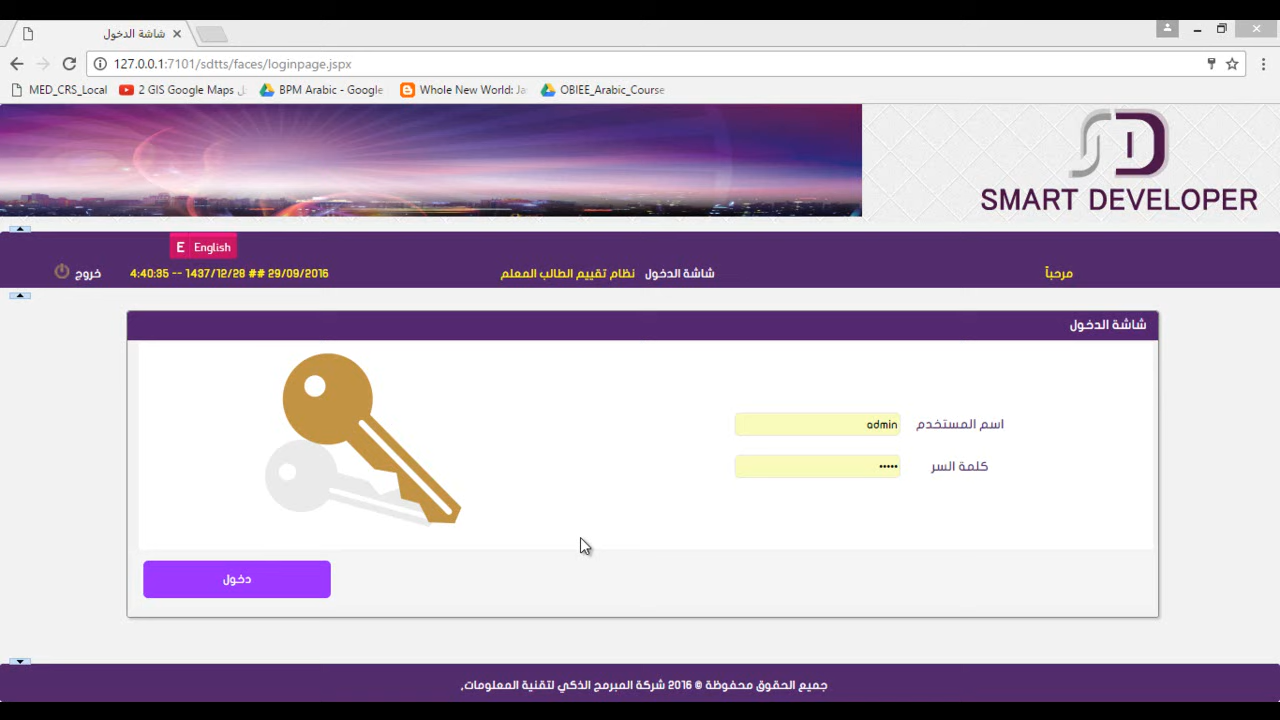 شاشة الدخول
127.0.0.1:7101/sdtts/faces/loginpage.jspx
MED_CRS_Local
2 GIS Google Maps
BPM Arabic - Google
Whole New World: Ja
OBIEE_Arabic_Course
SMART DEVELOPER
E English
مرحباً
شاشة الدخول نظام تقييم الطالب المعلم
4:40:35 -- 1437/12/28 ## 29/09/2016
خروج
شاشة الدخول
اسم المستخدم admin
كلمة السر •••••
دخول
جميع الحقوق محفوظة © 2016 شركة المبرمج الذكي لتقنية المعلومات.